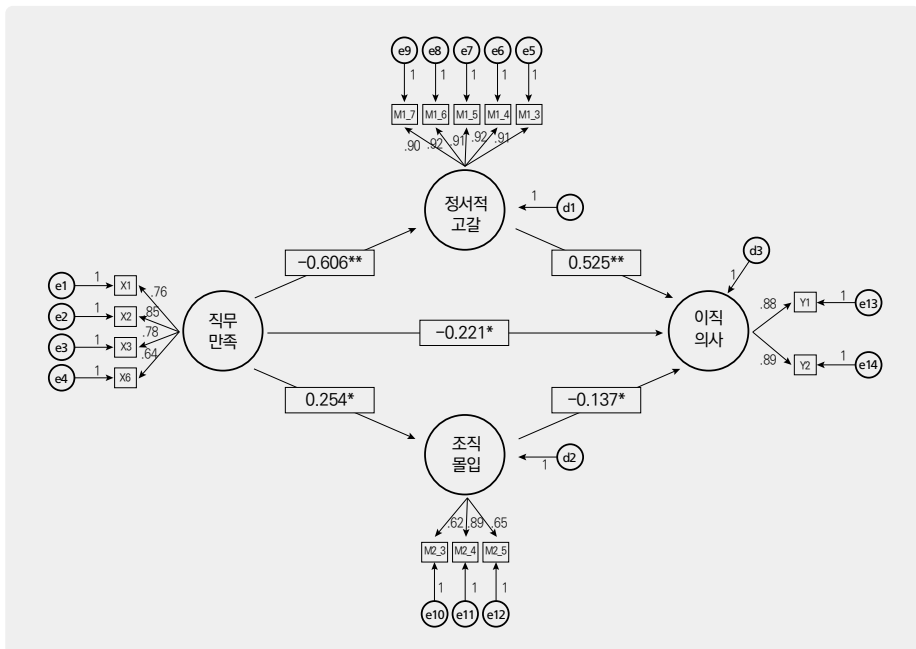 e9 e8 e7 e6 e5
1 1 1 1 1
M1_7 M1_6 M1_5 M1_4 M1_3
.90 .92 .91 .92 .91
정서적
고갈
1 d1
-0.606**
0.525**
d3
1
e1 1 X1 .76
e2 1 X2 .85
e3 1 X3 .78
e4 1 X6 .64
직무
만족
-0.221*
이직
의사
.88 Y1 1 e13
.89 Y2 1 e14
0.254*
-0.137*
조직
몰입
1 d2
.62 .89 .65
M2_3 M2_4 M2_5
1 1 1
e10 e11 e12